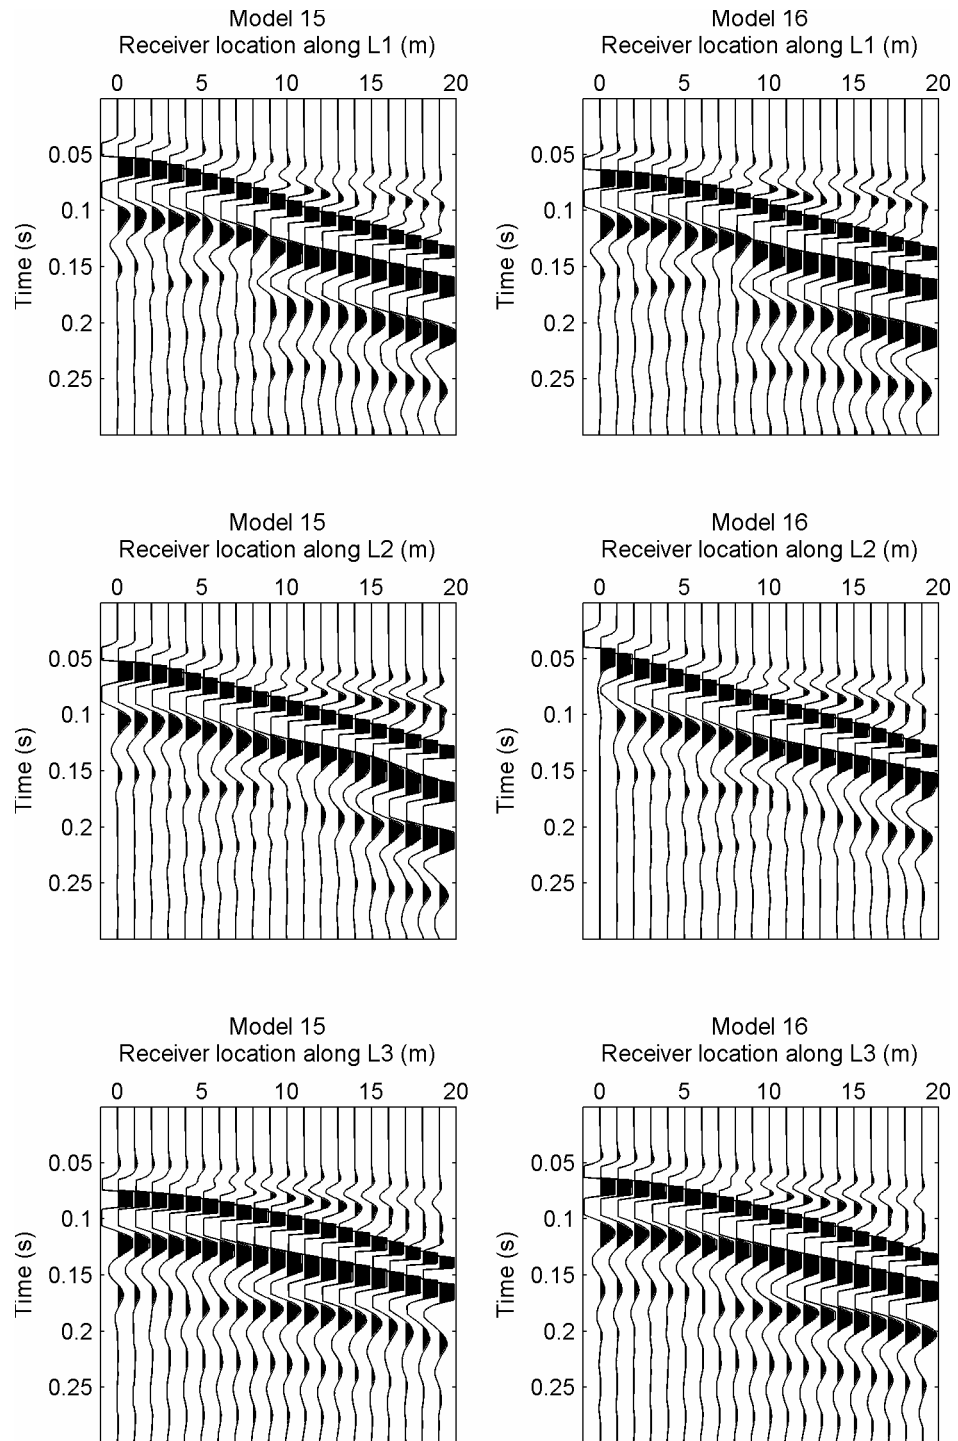 Model 15
Receiver location along L1 (m)
0 5 10 15 20
0.05
0.1
0.15
0.2
0.25
Time (s)
Model 16
Receiver location along L1 (m)
0 5 10 15 20
0.05
0.1
0.15
0.2
0.25
Time (s)
Model 15
Receiver location along L2 (m)
0 5 10 15 20
0.05
0.1
0.15
0.2
0.25
Time (s)
Model 16
Receiver location along L2 (m)
0 5 10 15 20
0.05
0.1
0.15
0.2
0.25
Time (s)
Model 15
Receiver location along L3 (m)
0 5 10 15 20
0.05
0.1
0.15
0.2
0.25
Time (s)
Model 16
Receiver location along L3 (m)
0 5 10 15 20
0.05
0.1
0.15
0.2
0.25
Time (s)